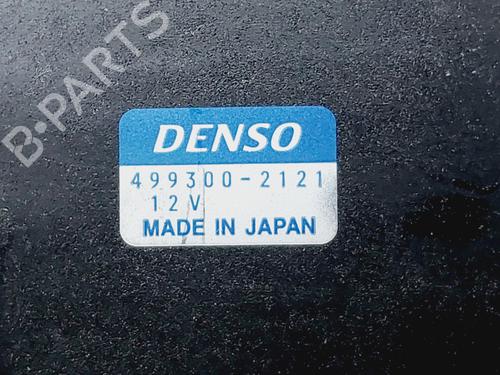 B-PARTS
DENSO
499300-2121
12V
MADE IN JAPAN